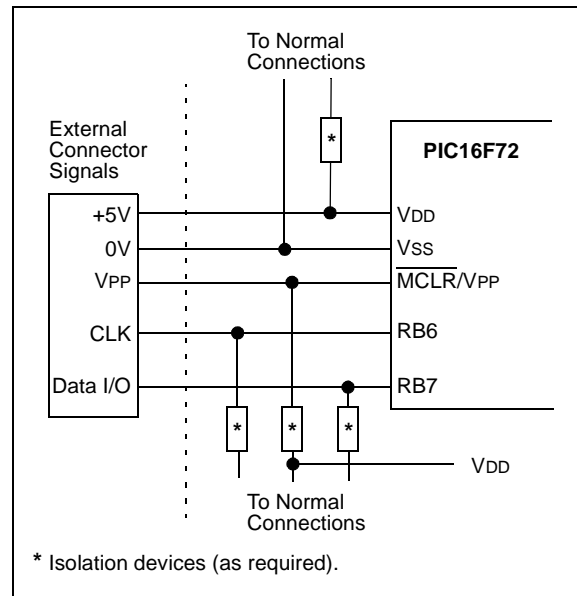 To Normal
Connections
*
External
Connector
Signals
PIC16F72
+5V
VDD
0V
VSS
VPP
MCLR/VPP
CLK
RB6
Data I/O
RB7
* * *
VDD
To Normal
Connections
* Isolation devices (as required).